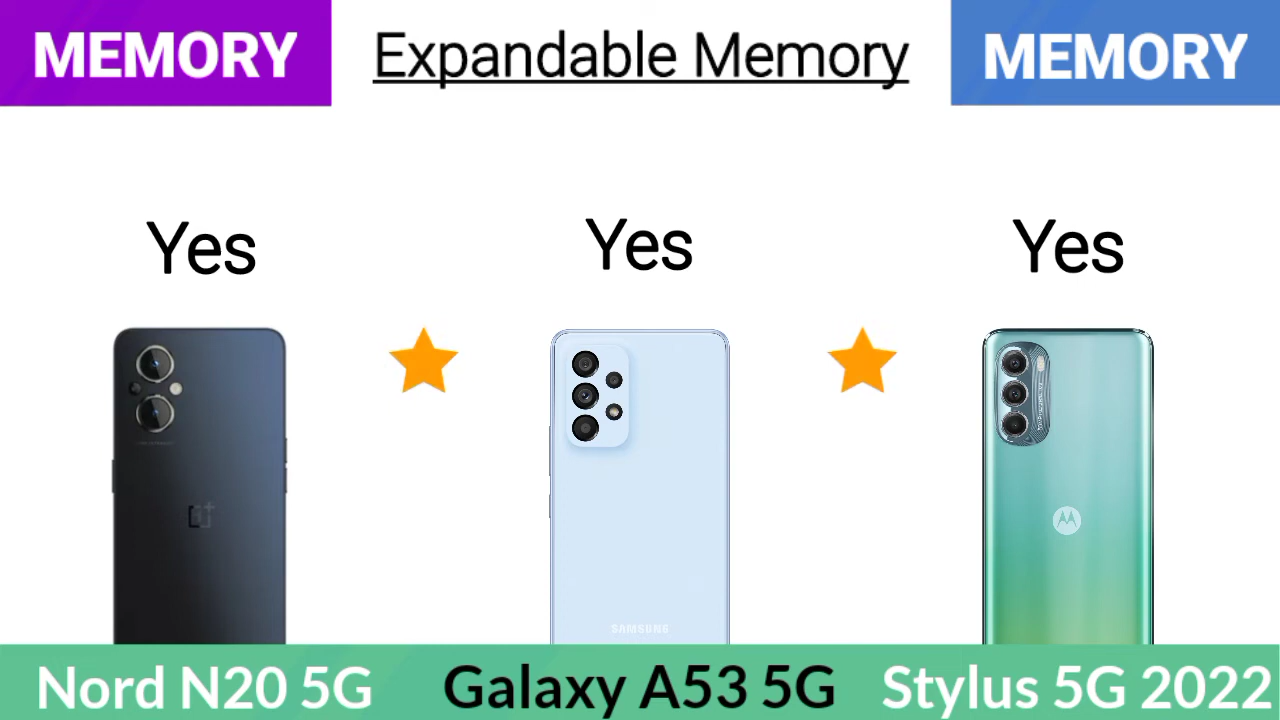 MEMORY
Expandable Memory
MEMORY
Yes
Yes
Yes
SAMSUNG
Nord N20 5G
Galaxy A53 5G
Stylus 5G 2022